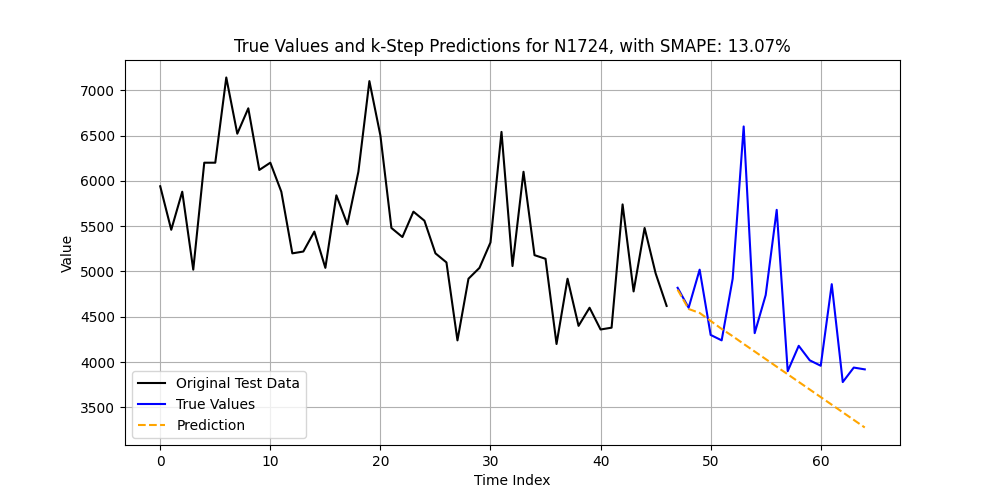 True Values and k-Step Predictions for N1724, with SMAPE: 13.07%
Value
7000
6500
6000
5500
5000
4500
4000
3500
Original Test Data
True Values
Prediction
0 10 20 30 40 50 60
Time Index